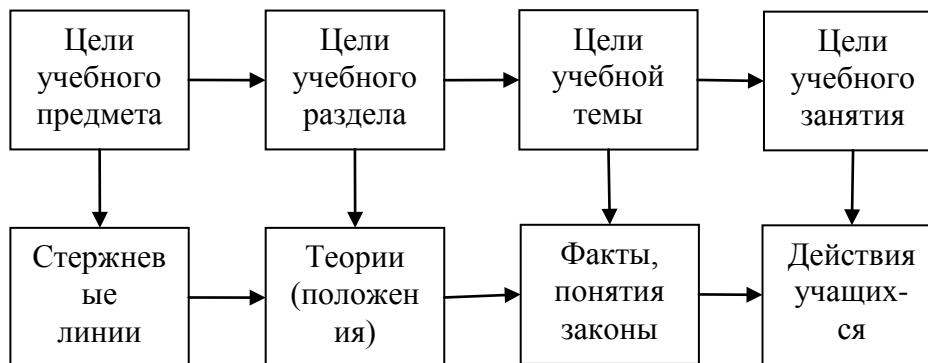 Цели
учебного
предмета
Цели
учебного
раздела
Цели
учебной
темы
Цели
учебного
занятия
Стержнев
ые
линии
Теории
(положен
ия)
Факты,
понятия
законы
Действия
учащих-
ся